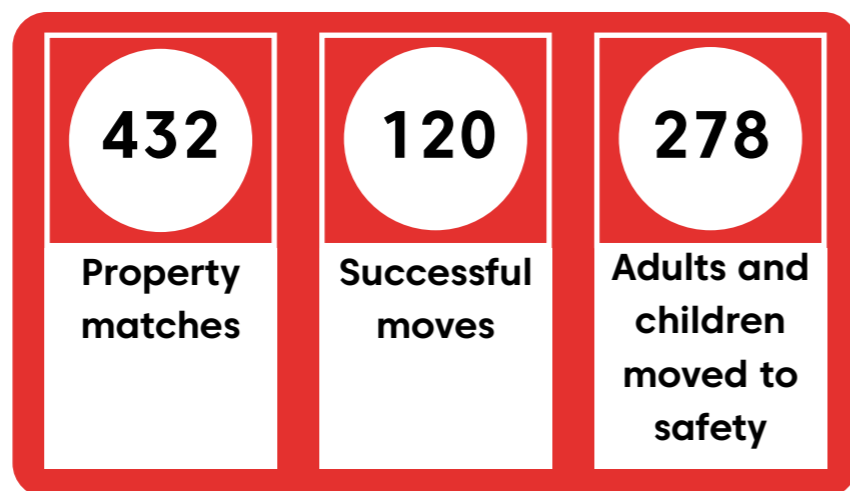 432
Property
matches
120
Successful
moves
278
Adults and
children
moved to
safety